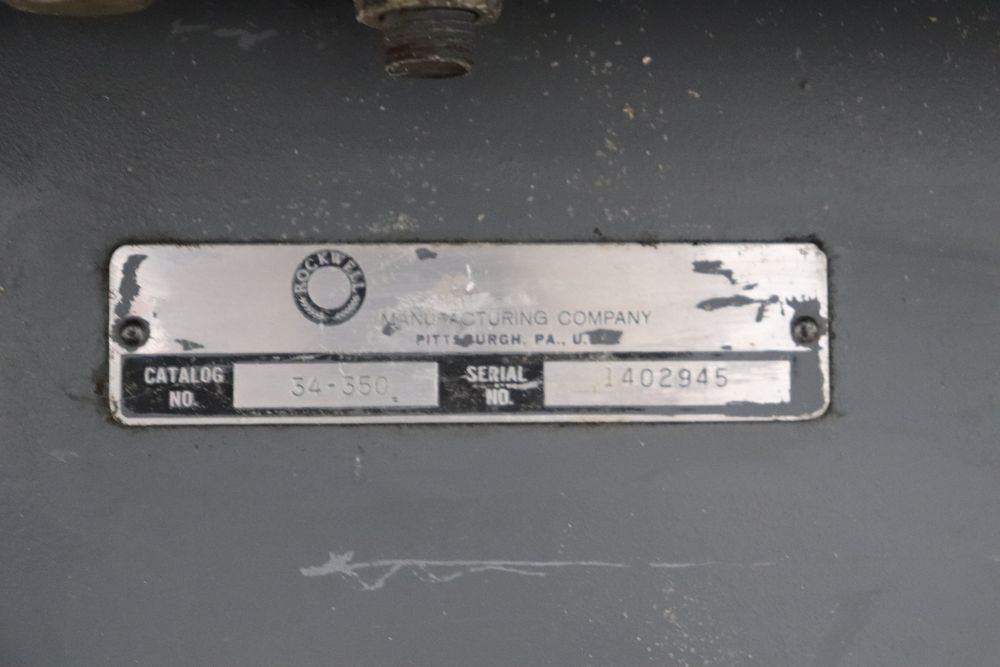 ROCKWELL
MANUFACTURING COMPANY
PITTSBURGH, PA., U.
CATALOG NO. 34-350
SERIAL NO. 1402945